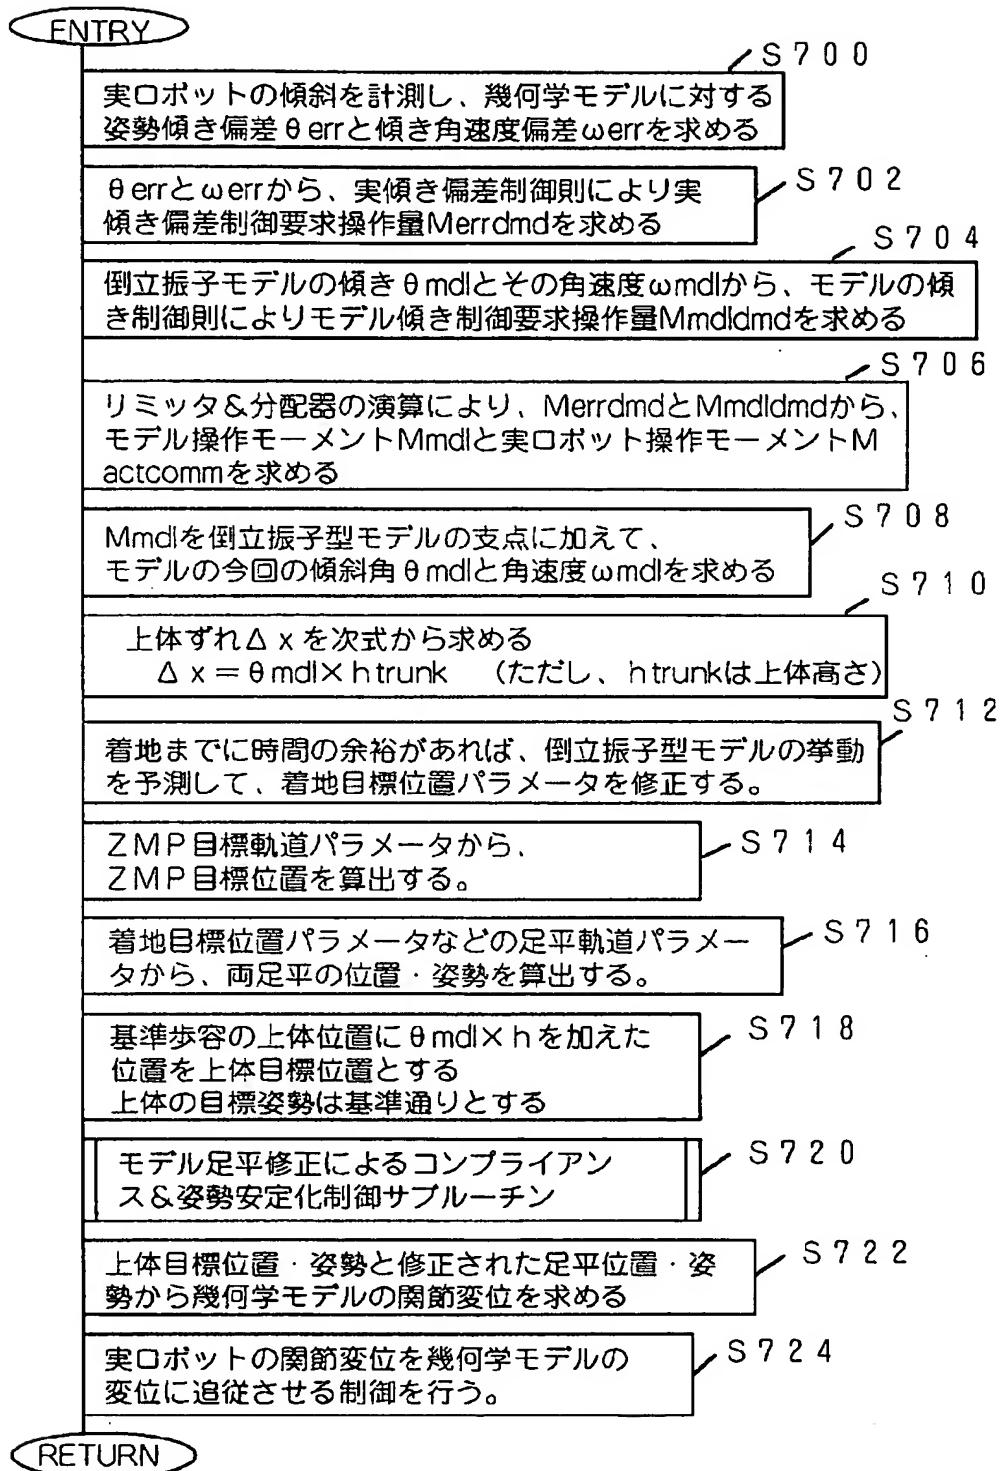 ENTRY
S700
実ロボットの傾斜を計測し、幾何学モデルに対する
姿勢傾き偏差θerrと傾き角速度偏差ωerrを求める
S702
θerrとωerrから、実傾き偏差制御則により実
傾き偏差制御要求操作量Merrdmdを求める
S704
倒立振子モデルの傾きθmdlとその角速度ωmdlから、モデルの傾
き制御則によりモデル傾き制御要求操作量Mmdldmdを求める
S706
リミッタ&分配器の演算により、MerrdmdとMmdldmdから、
モデル操作モーメントMmdlと実ロボット操作モーメントM
actcommを求める
S708
Mmdlを倒立振子型モデルの支点に加えて、
モデルの今回の傾斜角θmdlと角速度ωmdlを求める
S710
上体ずれΔxを次式から求める
Δx=θmdl×htrunk (ただし、htrunkは上体高さ)
S712
着地までに時間の余裕があれば、倒立振子型モデルの挙動
を予測して、着地目標位置パラメータを修正する。
S714
ZMP目標軌道パラメータから、
ZMP目標位置を算出する。
S716
着地目標位置パラメータなどの足平軌道パラメー
タから、両足平の位置・姿勢を算出する。
S718
基準歩容の上体位置にθmdl×hを加えた
位置を上体目標位置とする
上体の目標姿勢は基準通りとする
S720
モデル足平修正によるコンプライアン
ス&姿勢安定化制御サブルーチン
S722
上体目標位置・姿勢と修正された足平位置・姿
勢から幾何学モデルの関節変位を求める
S724
実ロボットの関節変位を幾何学モデルの
変位に追従させる制御を行う。
RETURN